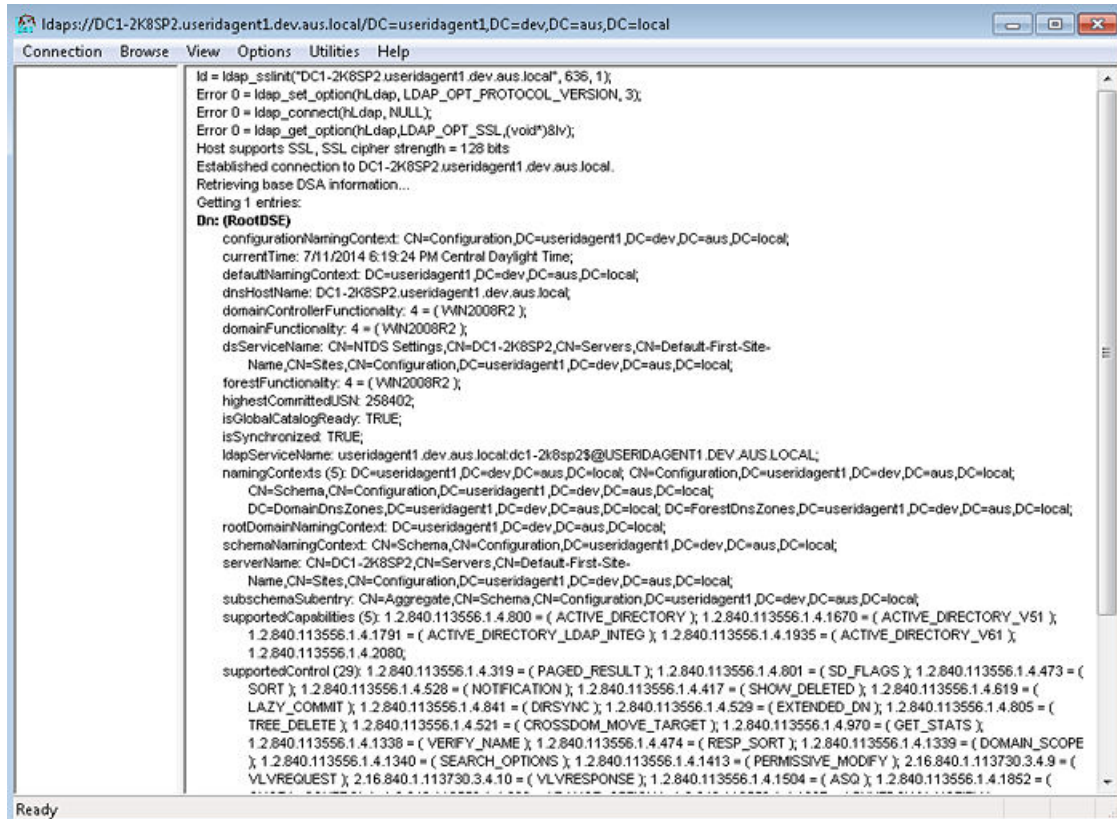 ldaps://DC1-2K8SP2.useridagent1.dev.aus.local/DC=useridagent1,DC=dev,DC=aus,DC=local
Connection Browse View Options Utilities Help
ld = ldap_sslinit("DC1-2K8SP2.useridagent1.dev.aus.local", 636, 1);
Error 0 = ldap_set_option(hLdap, LDAP_OPT_PROTOCOL_VERSION, 3);
Error 0 = ldap_connect(hLdap, NULL);
Error 0 = ldap_get_option(hLdap,LDAP_OPT_SSL,(void*)&lv);
Host supports SSL, SSL cipher strength = 128 bits
Established connection to DC1-2K8SP2.useridagent1.dev.aus.local.
Retrieving base DSA information...
Getting 1 entries:
Dn: (RootDSE)
configurationNamingContext: CN=Configuration,DC=useridagent1,DC=dev,DC=aus,DC=local;
currentTime: 7/11/2014 6:19:24 PM Central Daylight Time;
defaultNamingContext: DC=useridagent1,DC=dev,DC=aus,DC=local;
dnsHostName: DC1-2K8SP2.useridagent1.dev.aus.local;
domainControllerFunctionality: 4 = ( WIN2008R2 );
domainFunctionality: 4 = ( WIN2008R2 );
dsServiceName: CN=NTDS Settings,CN=DC1-2K8SP2,CN=Servers,CN=Default-First-Site-
Name,CN=Sites,CN=Configuration,DC=useridagent1,DC=dev,DC=aus,DC=local;
forestFunctionality: 4 = ( WIN2008R2 );
highestCommittedUSN: 258402;
isGlobalCatalogReady: TRUE;
isSynchronized: TRUE;
ldapServiceName: useridagent1.dev.aus.local:dc1-2k8sp2$@USERIDAGENT1.DEV.AUS.LOCAL;
namingContexts (5): DC=useridagent1,DC=dev,DC=aus,DC=local; CN=Configuration,DC=useridagent1,DC=dev,DC=aus,DC=local;
CN=Schema,CN=Configuration,DC=useridagent1,DC=dev,DC=aus,DC=local;
DC=DomainDnsZones,DC=useridagent1,DC=dev,DC=aus,DC=local; DC=ForestDnsZones,DC=useridagent1,DC=dev,DC=aus,DC=local;
rootDomainNamingContext: DC=useridagent1,DC=dev,DC=aus,DC=local;
schemaNamingContext: CN=Schema,CN=Configuration,DC=useridagent1,DC=dev,DC=aus,DC=local;
serverName: CN=DC1-2K8SP2,CN=Servers,CN=Default-First-Site-
Name,CN=Sites,CN=Configuration,DC=useridagent1,DC=dev,DC=aus,DC=local;
subschemaSubentry: CN=Aggregate,CN=Schema,CN=Configuration,DC=useridagent1,DC=dev,DC=aus,DC=local;
supportedCapabilities (5): 1.2.840.113556.1.4.800 = ( ACTIVE_DIRECTORY ); 1.2.840.113556.1.4.1670 = ( ACTIVE_DIRECTORY_V51 );
1.2.840.113556.1.4.1791 = ( ACTIVE_DIRECTORY_LDAP_INTEG ); 1.2.840.113556.1.4.1935 = ( ACTIVE_DIRECTORY_V61 );
1.2.840.113556.1.4.2080;
supportedControl (29): 1.2.840.113556.1.4.319 = ( PAGED_RESULT ); 1.2.840.113556.1.4.801 = ( SD_FLAGS ); 1.2.840.113556.1.4.473 = (
SORT ); 1.2.840.113556.1.4.528 = ( NOTIFICATION ); 1.2.840.113556.1.4.417 = ( SHOW_DELETED ); 1.2.840.113556.1.4.619 = (
LAZY_COMMIT ); 1.2.840.113556.1.4.841 = ( DIRSYNC ); 1.2.840.113556.1.4.529 = ( EXTENDED_DN ); 1.2.840.113556.1.4.805 = (
TREE_DELETE ); 1.2.840.113556.1.4.521 = ( CROSSDOM_MOVE_TARGET ); 1.2.840.113556.1.4.970 = ( GET_STATS );
1.2.840.113556.1.4.1338 = ( VERIFY_NAME ); 1.2.840.113556.1.4.474 = ( RESP_SORT ); 1.2.840.113556.1.4.1339 = ( DOMAIN_SCOPE
); 1.2.840.113556.1.4.1340 = ( SEARCH_OPTIONS ); 1.2.840.113556.1.4.1413 = ( PERMISSIVE_MODIFY ); 2.16.840.1.113730.3.4.9 = (
VLVREQUEST ); 2.16.840.1.113730.3.4.10 = ( VLVRESPONSE ); 1.2.840.113556.1.4.1504 = ( ASQ ); 1.2.840.113556.1.4.1852 = (
Ready